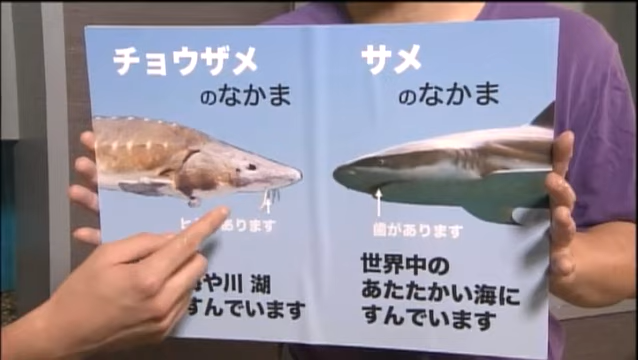 チョウザメ
のなかま
があります
や川 湖
すんでいます
サメ
のなかま
歯があります
世界中の
あたたかい海に
すんでいます